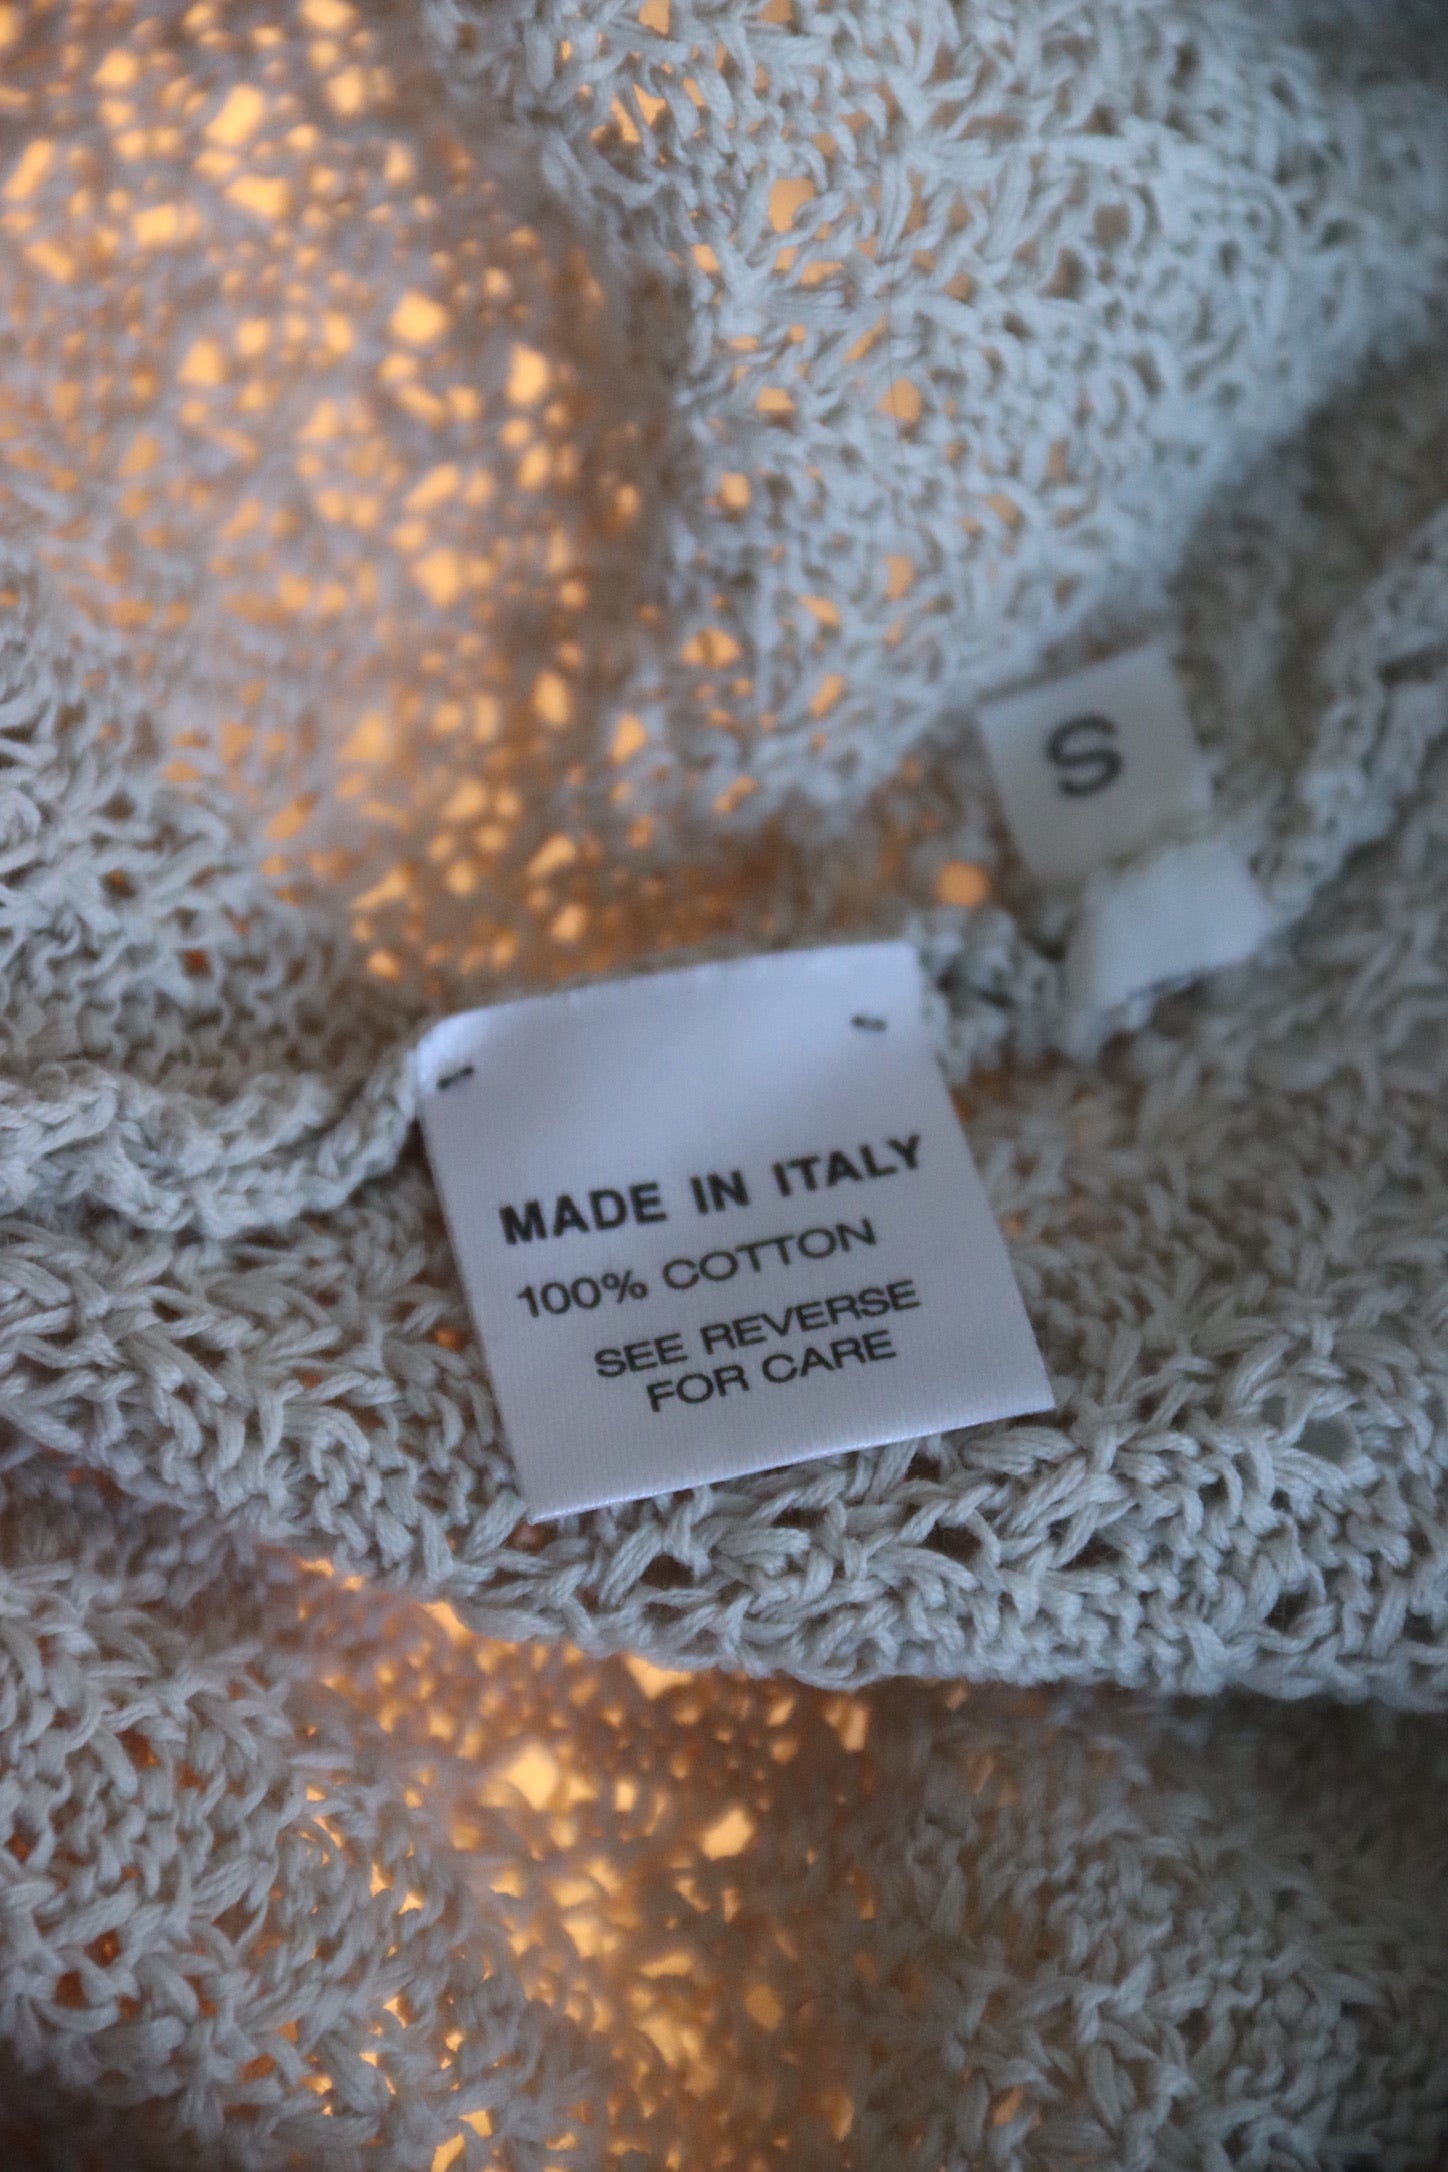 S
MADE IN ITALY
100% COTTON
SEE REVERSE
FOR CARE